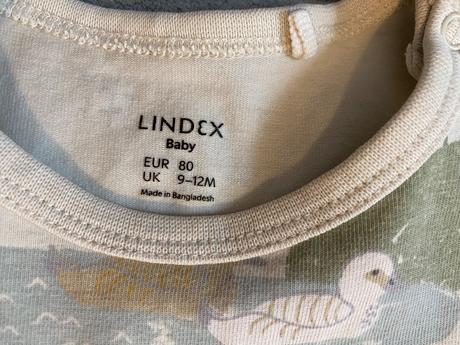 LINDEX
Baby
EUR 80
UK 9–12M
Made in Bangladesh